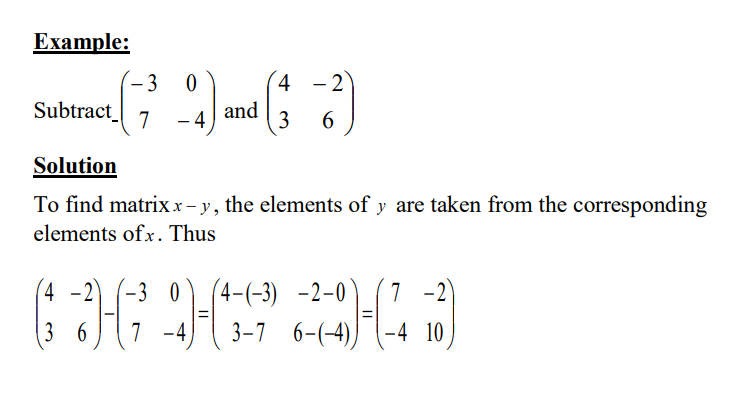 Example:
Subtract (−3 0 7 −4) and (4 −2 3 6)
Solution
To find matrix x − y, the elements of y are taken from the corresponding
elements of x. Thus
(4 −2 3 6) − (−3 0 7 −4) = (4−(−3) −2−0 3−7 6−(−4)) = (7 −2 −4 10)